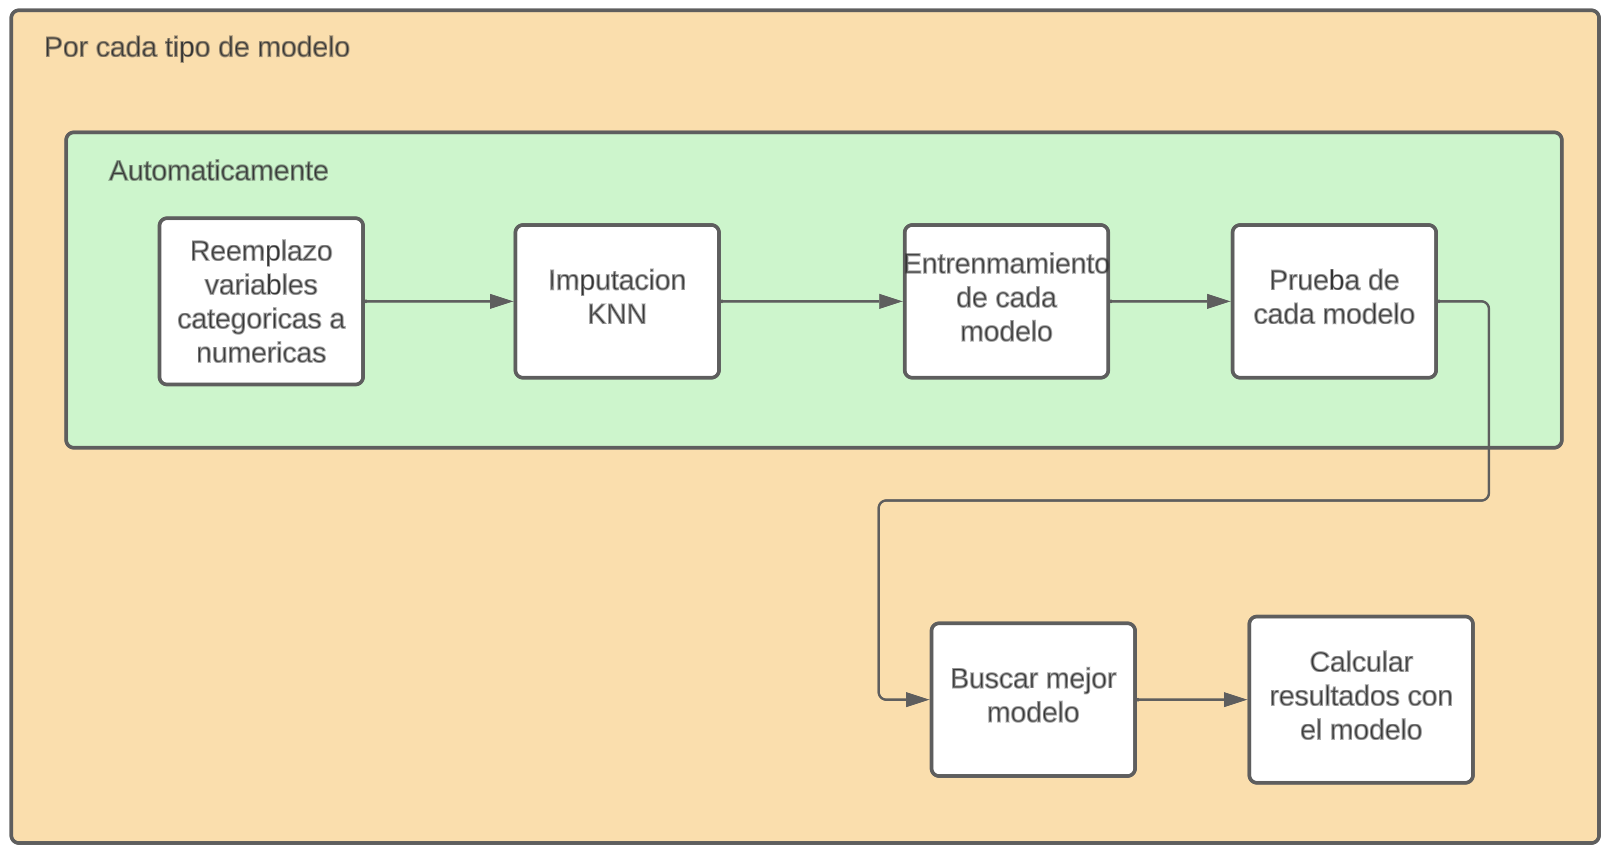 Por cada tipo de modelo
Automaticamente
Reemplazo
variables
categoricas a
numericas
Imputacion
KNN
Entrenmamiento
de cada
modelo
Prueba de
cada modelo
Buscar mejor
modelo
Calcular
resultados con
el modelo